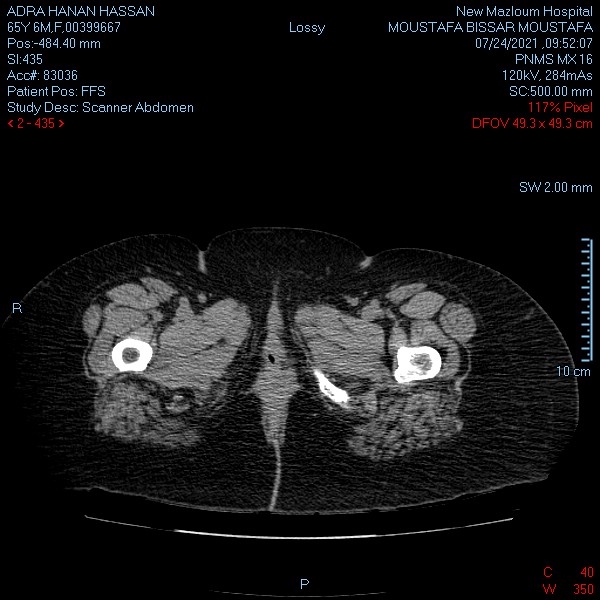 ADRA HANAN HASSAN
65Y 6M,F,00399667
Pos:-484.40 mm
SI:435
Acc#: 83036
Patient Pos: FFS
Study Desc: Scanner Abdomen
< 2 - 435 >
Lossy
New Mazloum Hospital
MOUSTAFA BISSAR MOUSTAFA
07/24/2021 ,09:52:07
PNMS MX 16
120kV, 284mAs
SC:500.00 mm
117% Pixel
DFOV 49.3 x 49.3 cm
SW 2.00 mm
R
10 cm
P
C 40
W 350